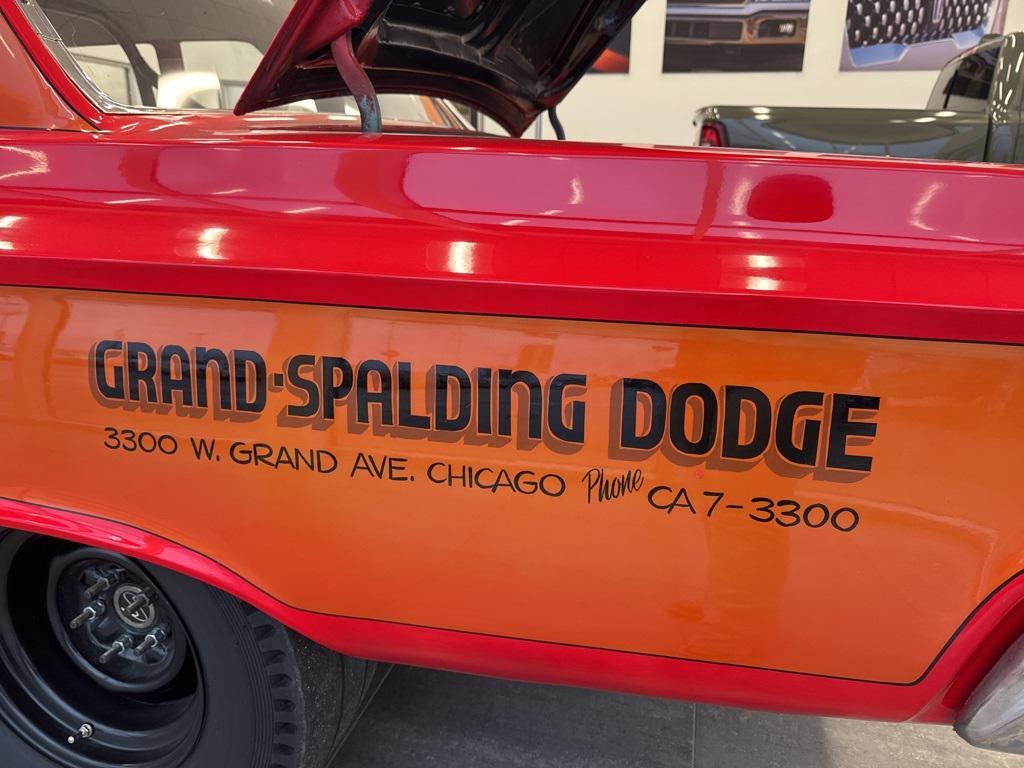 GRAND-SPALDING DODGE
3300 W. GRAND AVE. CHICAGO Phone CA 7-3300